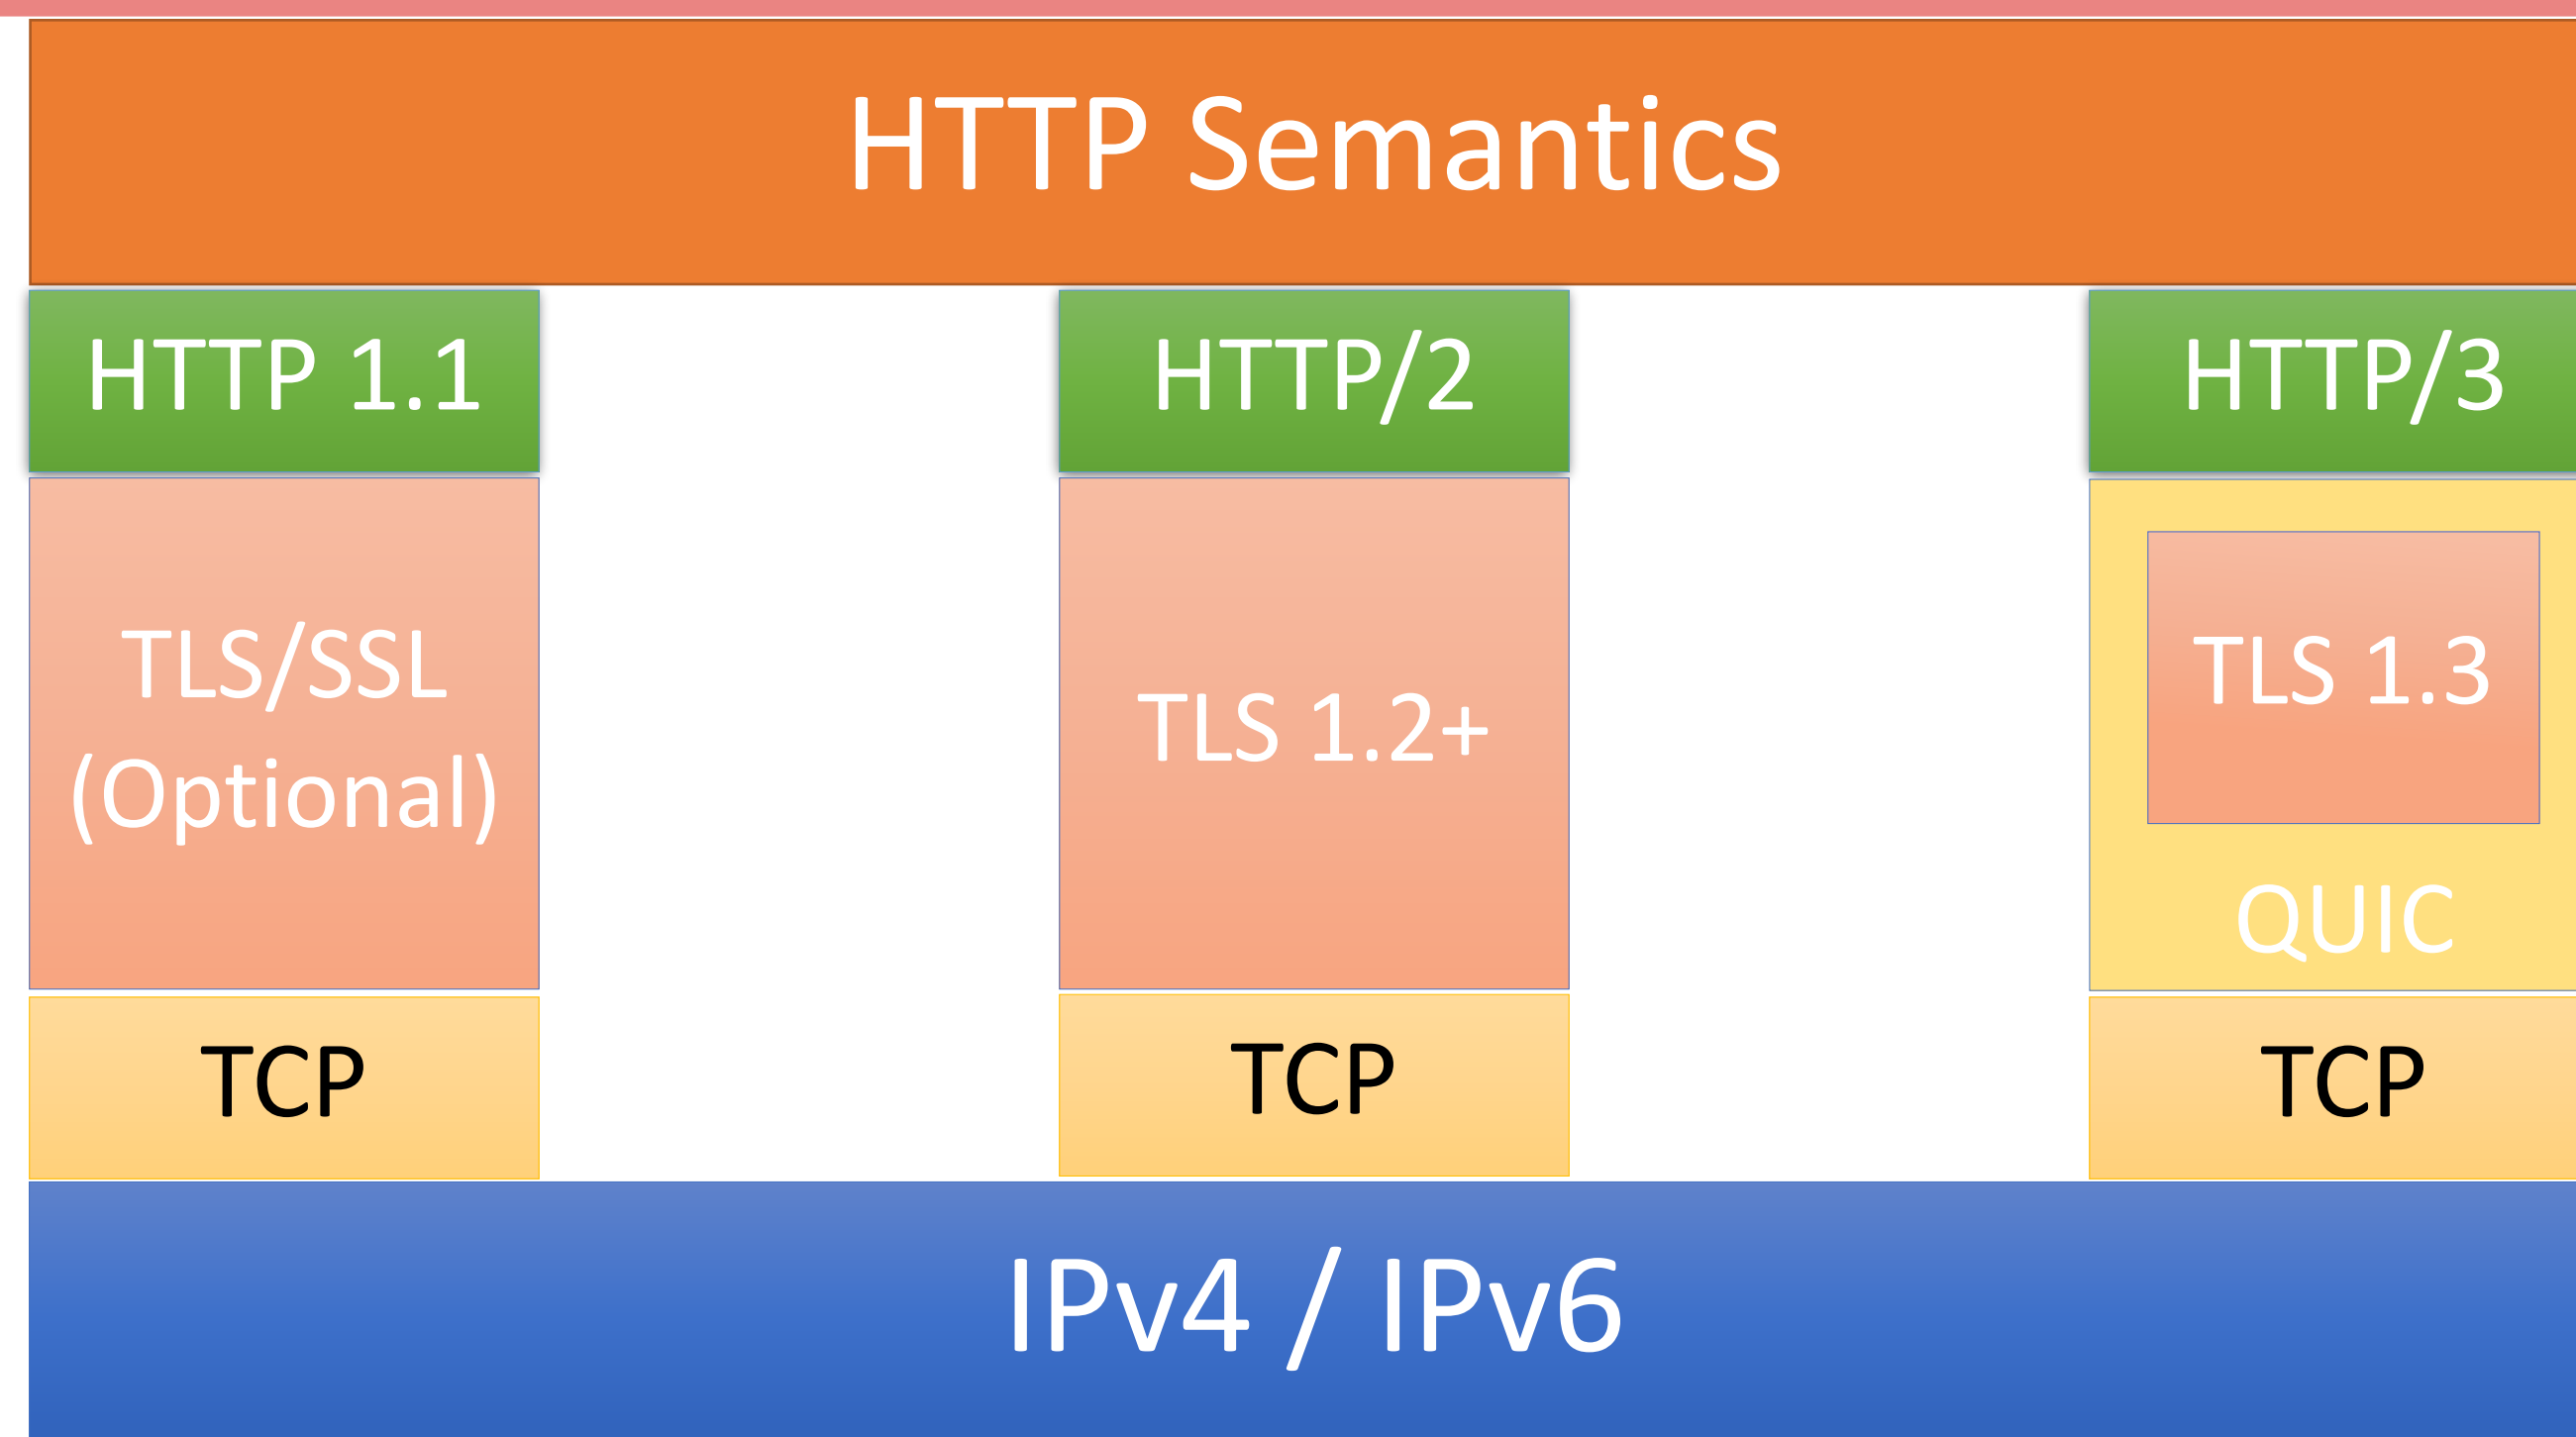 HTTP Semantics
HTTP 1.1
HTTP/2
HTTP/3
TLS/SSL
(Optional)
TLS 1.2+
TLS 1.3
QUIC
TCP
TCP
TCP
IPv4 / IPv6